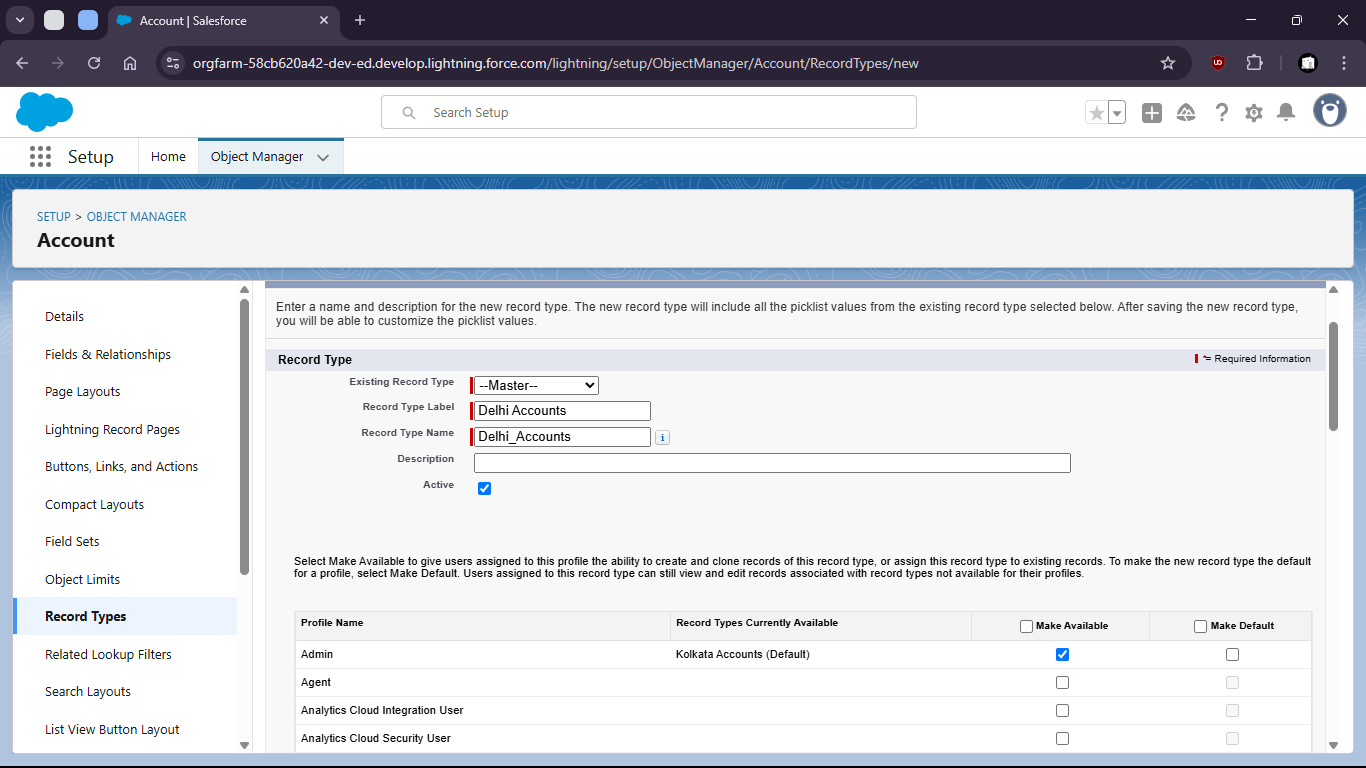 Account | Salesforce
orgfarm-58cb620a42-dev-ed.develop.lightning.force.com/lightning/setup/ObjectManager/Account/RecordTypes/new
UD
Search Setup
Setup
Home
Object Manager
SETUP > OBJECT MANAGER
Account
Details
Fields & Relationships
Page Layouts
Lightning Record Pages
Buttons, Links, and Actions
Compact Layouts
Field Sets
Object Limits
Record Types
Related Lookup Filters
Search Layouts
List View Button Layout
Enter a name and description for the new record type. The new record type will include all the picklist values from the existing record type selected below. After saving the new record type,
you will be able to customize the picklist values.
Record Type
*= Required Information
Existing Record Type --Master--
Record Type Label Delhi Accounts
Record Type Name Delhi_Accounts i
Description
Active
Select Make Available to give users assigned to this profile the ability to create and clone records of this record type, or assign this record type to existing records. To make the new record type the default
for a profile, select Make Default. Users assigned to this record type can still view and edit records associated with record types not available for their profiles.
Profile Name Record Types Currently Available Make Available Make Default
Admin Kolkata Accounts (Default)
Agent
Analytics Cloud Integration User
Analytics Cloud Security User